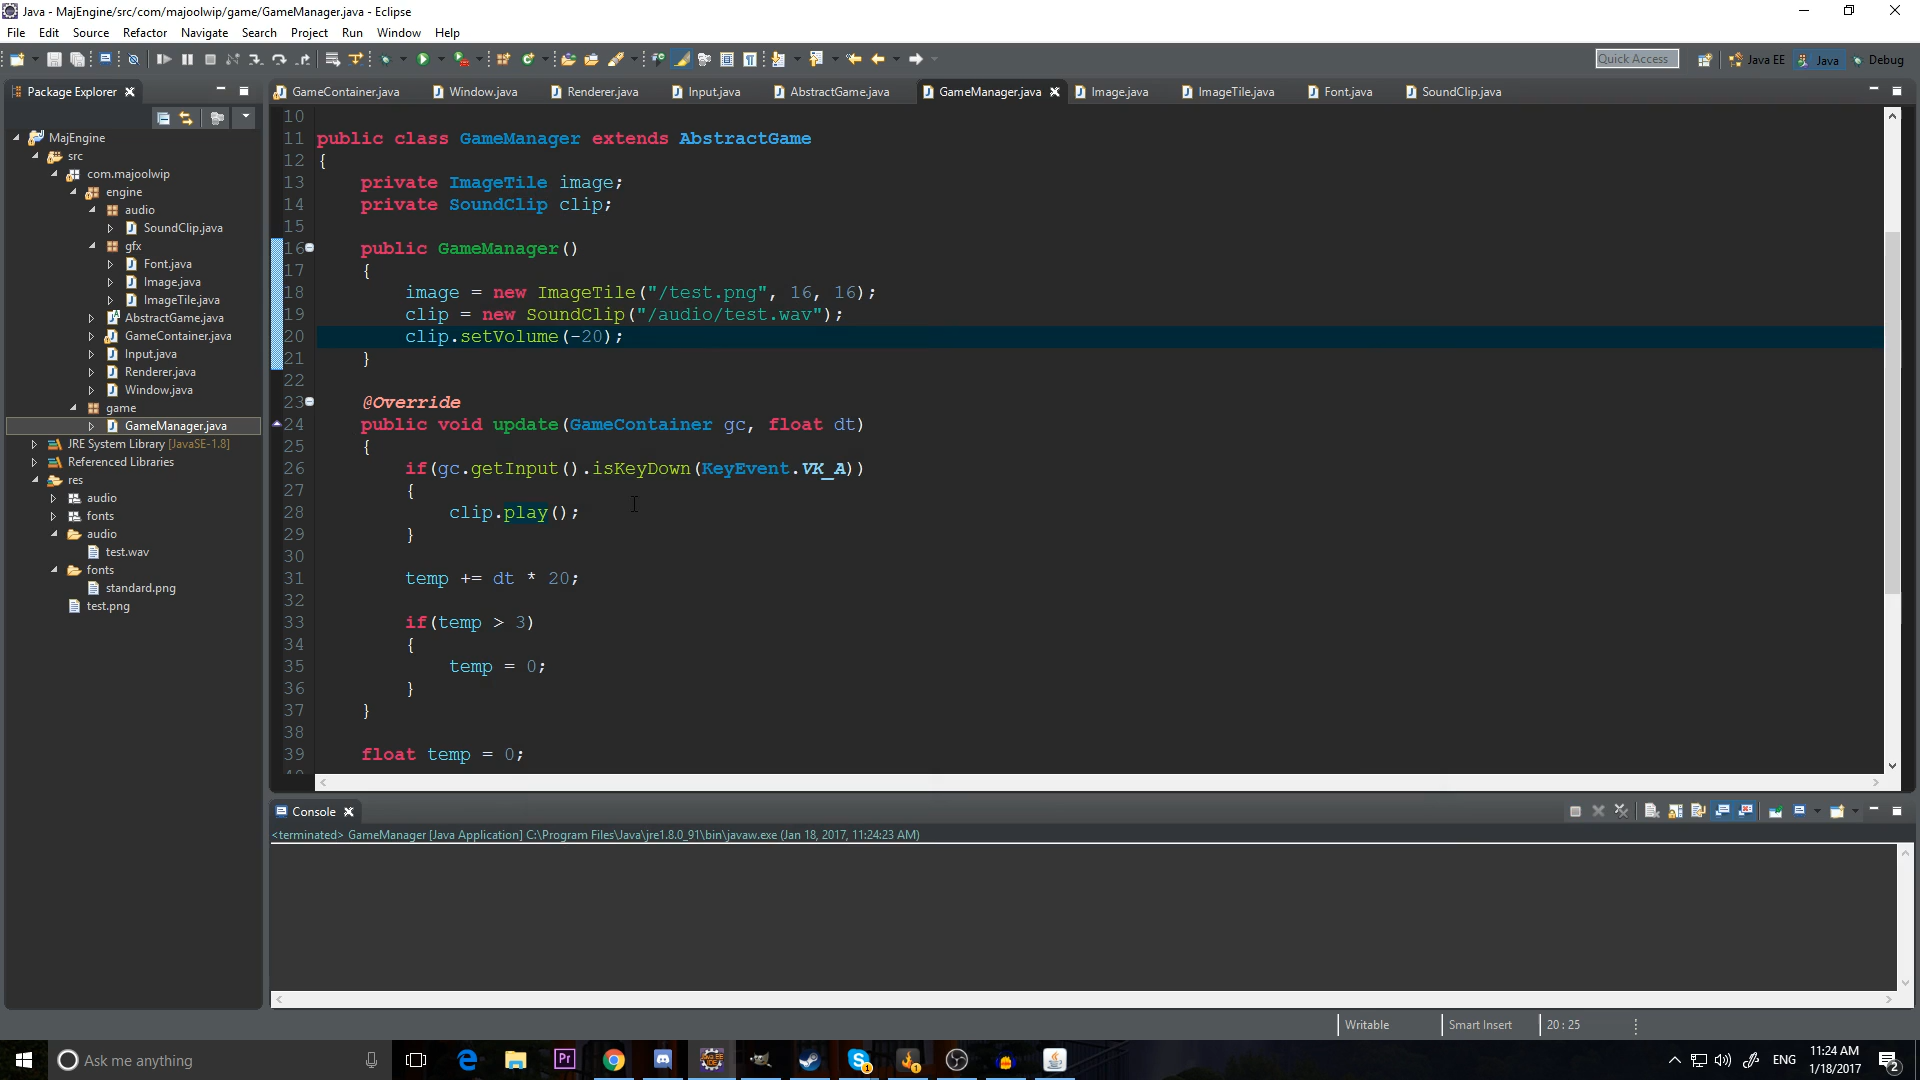 Java - MajEngine/src/com/majoolwip/game/GameManager.java - Eclipse
File Edit Source Refactor Navigate Search Project Run Window Help
Quick Access Java EE Java Debug
Package Explorer
GameContainer.java Window.java Renderer.java Input.java AbstractGame.java GameManager.java Image.java ImageTile.java Font.java SoundClip.java
MajEngine
src
com.majoolwip
engine
audio
SoundClip.java
gfx
Font.java
Image.java
ImageTile.java
AbstractGame.java
GameContainer.java
Input.java
Renderer.java
Window.java
game
GameManager.java
JRE System Library [JavaSE-1.8]
Referenced Libraries
res
audio
fonts
audio
test.wav
fonts
standard.png
test.png
10
11 public class GameManager extends AbstractGame
12 {
13 private ImageTile image;
14 private SoundClip clip;
15
16 public GameManager()
17 {
18 image = new ImageTile("/test.png", 16, 16);
19 clip = new SoundClip("/audio/test.wav");
20 clip.setVolume(-20);
21 }
22
23 @Override
24 public void update(GameContainer gc, float dt)
25 {
26 if(gc.getInput().isKeyDown(KeyEvent.VK_A))
27 {
28 clip.play();
29 }
30
31 temp += dt * 20;
32
33 if(temp > 3)
34 {
35 temp = 0;
36 }
37 }
38
39 float temp = 0;
Console
<terminated> GameManager [Java Application] C:\Program Files\Java\jre1.8.0_91\bin\javaw.exe (Jan 18, 2017, 11:24:23 AM)
Writable Smart Insert 20 : 25
Ask me anything
ENG
11:24 AM
1/18/2017